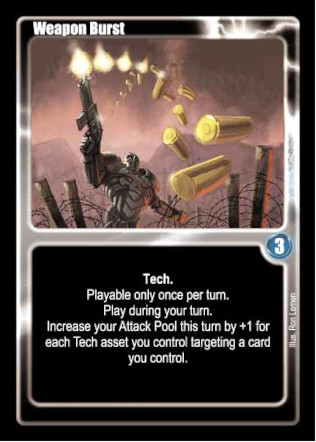 Weapon Burst
3
Tech.
Playable only once per turn.
Play during your turn.
Increase your Attack Pool this turn by +1 for
each Tech asset you control targeting a card
you control.
Illus. Ron Lemen